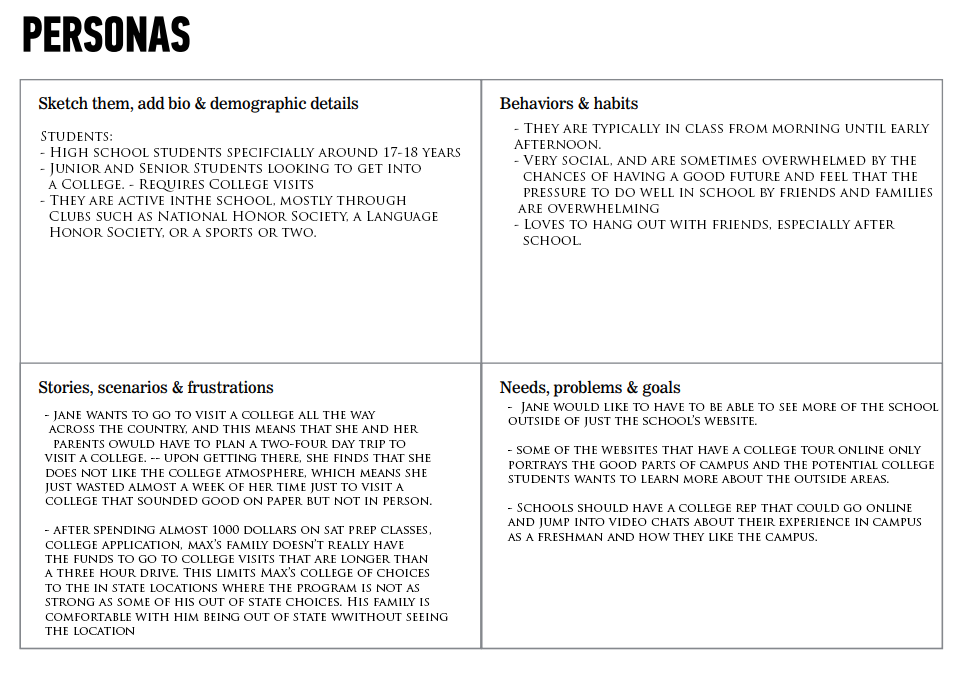 PERSONAS
Sketch them, add bio & demographic details
Students:
- High school students specifcially around 17-18 years
- Junior and Senior Students looking to get into
a College. - Requires College visits
- They are active inthe school, mostly through
Clubs such as National HOnor Society, a Language
Honor Society, or a sports or two.
Behaviors & habits
- They are typically in class from morning until early
afternoon.
- Very social, and are sometimes overwhelmed by the
chances of having a good future and feel that the
pressure to do well in school by friends and families
are overwhelming
- Loves to hang out with friends, especially after
school.
Stories, scenarios & frustrations
- jane wants to go to visit a college all the way
across the country, and this means that she and her
parents owuld have to plan a two-four day trip to
visit a college. -- upon getting there, she finds that she
does not like the college atmosphere, which means she
just wasted almost a week of her time just to visit a
college that sounded good on paper but not in person.
- after spending almost 1000 dollars on sat prep classes,
college application, max's family doesn't really have
the funds to go to college visits that are longer than
a three hour drive. This limits Max's college of choices
to the in state locations where the program is not as
strong as some of his out of state choices. His family is
comfortable with him being out of state wwithout seeing
the location
Needs, problems & goals
- Jane would like to have to be able to see more of the school
outside of just the school's website.
- some of the websites that have a college tour online only
portrays the good parts of campus and the potential college
students wants to learn more about the outside areas.
- Schools should have a college rep that could go online
and jump into video chats about their experience in campus
as a freshman and how they like the campus.